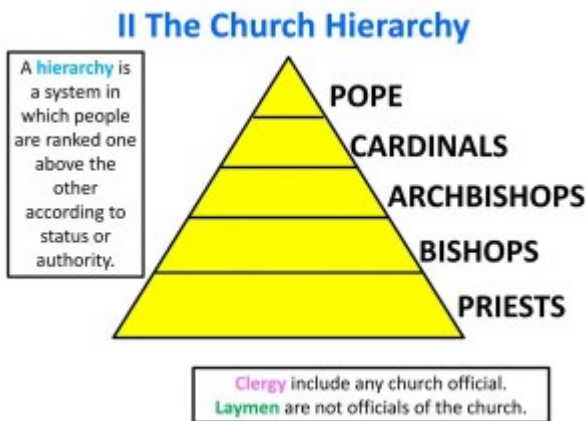 II The Church Hierarchy
A hierarchy is
a system in
which people
are ranked one
above the
other
according to
status or
authority.
POPE
CARDINALS
ARCHBISHOPS
BISHOPS
PRIESTS
Clergy include any church official.
Laymen are not officials of the church.